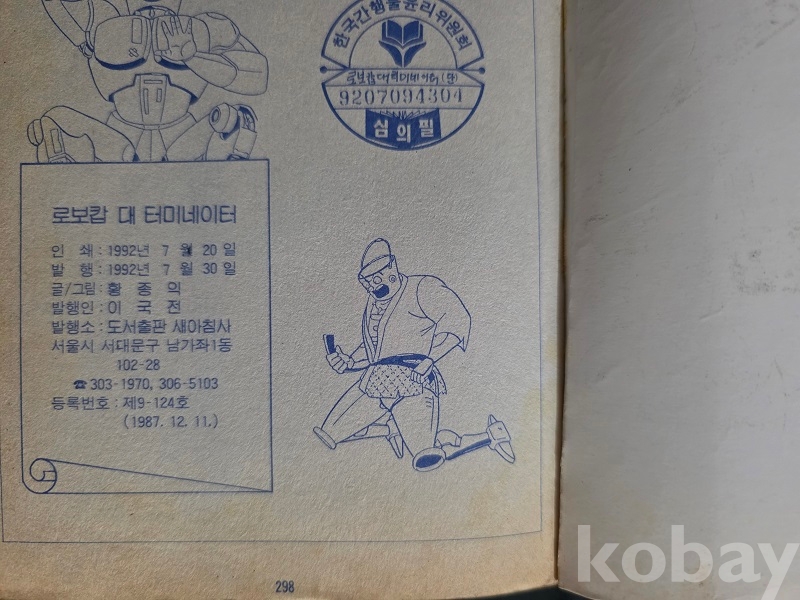 한국간행물윤리위원회
로보캅 대 터미네이터(전)
9207094304
심의필
로보캅 대 터미네이터
인 쇄 : 1992년 7 월 20 일
발 행 : 1992년 7 월 30 일
글/그림 : 황 종 익
발행인 : 이 국 전
발행소 : 도서출판 새아침사
서울시 서대문구 남가좌1동
102-28
☎303-1970, 306-5103
등록번호 : 제9-124호
(1987. 12. 11.)
298
kobay